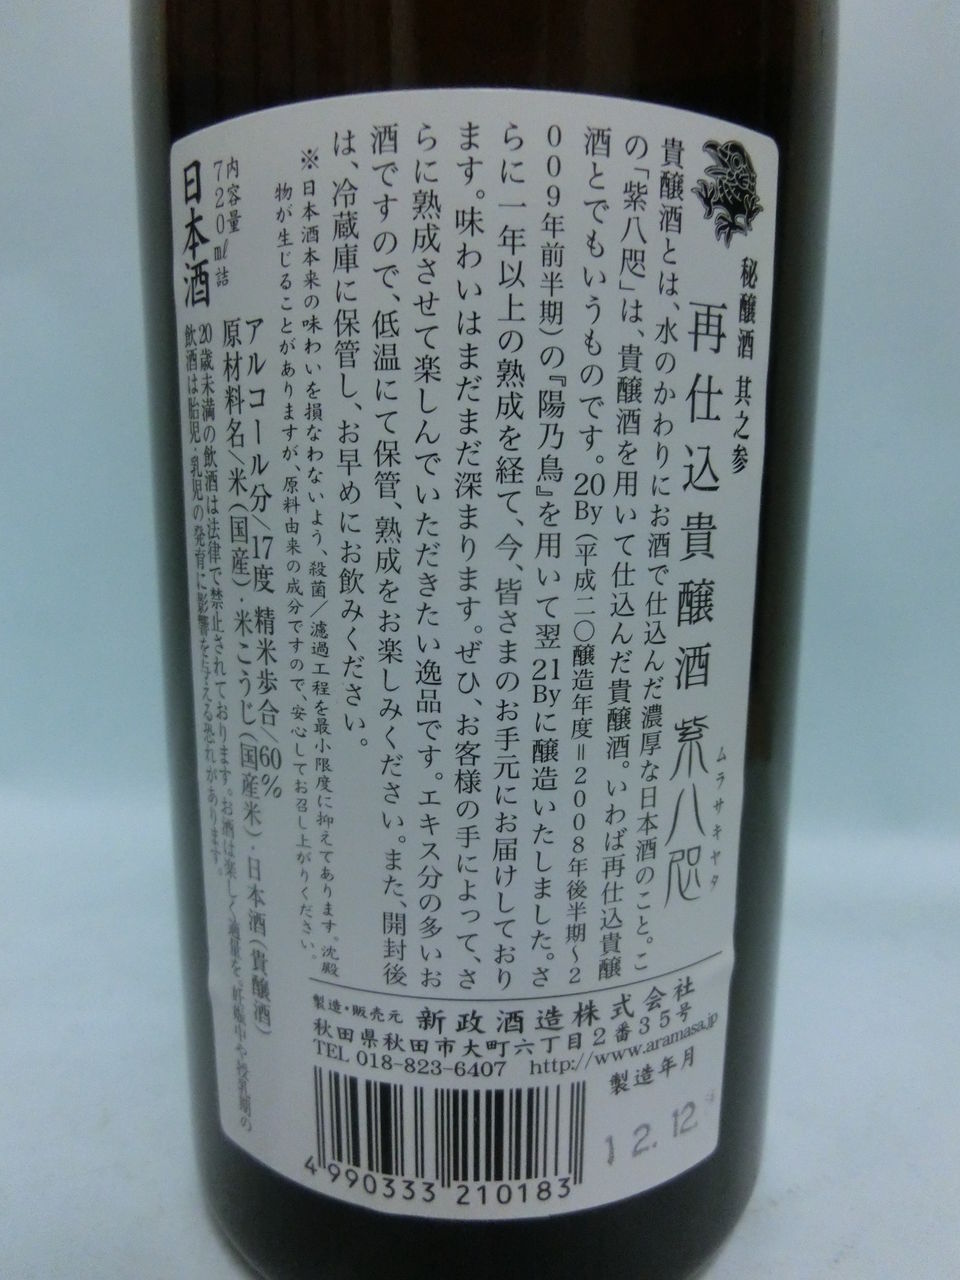 秘醸酒 其之参
再仕込貴醸酒 紫八咫
ムラサキヤタ
貴醸酒とは、水のかわりにお酒で仕込んだ濃厚な日本酒のこと。こ
の「紫八咫」は、貴醸酒を用いて仕込んだ貴醸酒。いわば再仕込貴醸
酒とでもいうものです。20By(平成二〇醸造年度=2008年後半期〜2
009年前半期)の『陽乃鳥』を用いて翌21Byに醸造いたしました。さ
らに一年以上の熟成を経て、今、皆さまのお手元にお届けしており
ます。味わいはまだまだ深まります。ぜひ、お客様の手によって、さ
らに熟成させて楽しんでいただきたい逸品です。エキス分の多いお
酒ですので、低温にて保管、熟成をお楽しみください。また、開封後
は、冷蔵庫に保管し、お早めにお飲みください。
※日本酒本来の味わいを損なわないよう、殺菌/濾過工程を最小限度に抑えてあります。沈殿
物が生じることがありますが、原料由来の成分ですので、安心してお召し上がりください。
内容量
720ml詰
日本酒
アルコール分/17度 精米歩合/60%
原材料名/米(国産)・米こうじ(国産米)・日本酒(貴醸酒)
20歳未満の飲酒は法律で禁止されております。お酒は楽しく適量を。妊娠中や授乳期の
飲酒は胎児・乳児の発育に影響を与える恐れがあります。
製造・販売元 新政酒造株式会社
秋田県秋田市大町六丁目2番35号
TEL 018-823-6407 http://www.aramasa.jp
製造年月
12.12
4 990333 210183